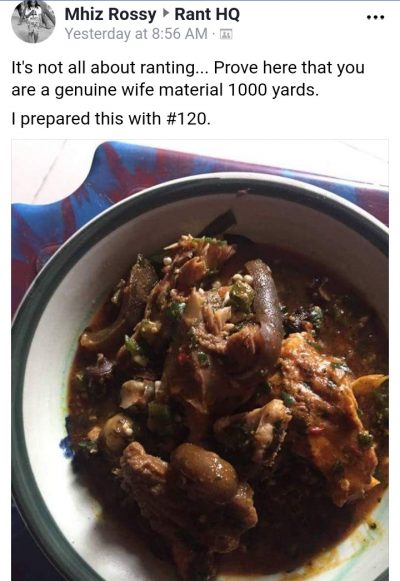 Mhiz Rossy ▸ Rant HQ
Yesterday at 8:56 AM ·
It's not all about ranting... Prove here that you
are a genuine wife material 1000 yards.
I prepared this with #120.